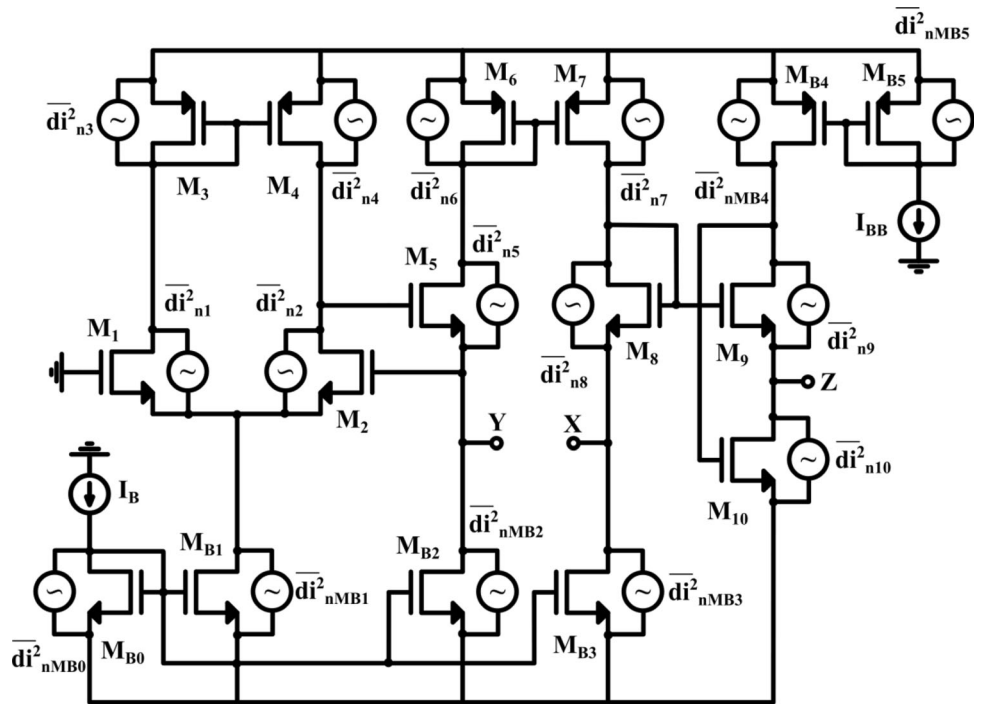 di²nMB5
M6
M7
MB4
MB5
di²n3
M3
M4
di²n4
di²n6
di²n7
di²nMB4
IBB
M5
di²n5
M1
di²n1
di²n2
M2
M8
di²n8
M9
di²n9
Z
Y
X
M10
di²n10
IB
MB1
di²nMB1
MB2
di²nMB2
di²nMB3
MB3
di²nMB0
MB0